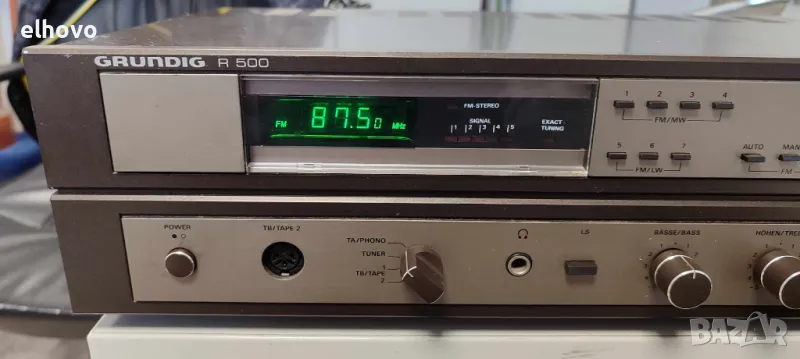 elhovo
GRUNDIG R 500
FM 87.50 MHz
FM-STEREO
SIGNAL
1 2 3 4 5
EXACT-TUNING
1 2 3 4
FM/MW
5 6 7
FM/LW
AUTO
FM
POWER
TB/TAPE 2
TA/PHONO
TUNER
1
TB/TAPE
2
LS
BÄSSE/BASS
BAZAR